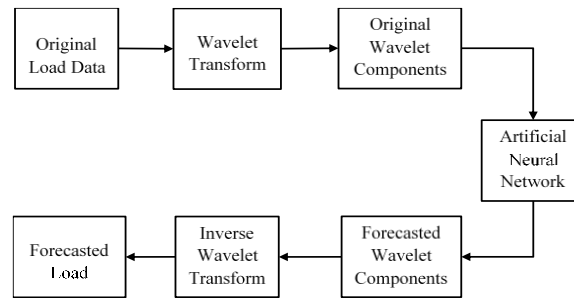 Original
Load Data
Wavelet
Transform
Original
Wavelet
Components
Artificial
Neural
Network
Forecasted
Wavelet
Components
Inverse
Wavelet
Transform
Forecasted
Load